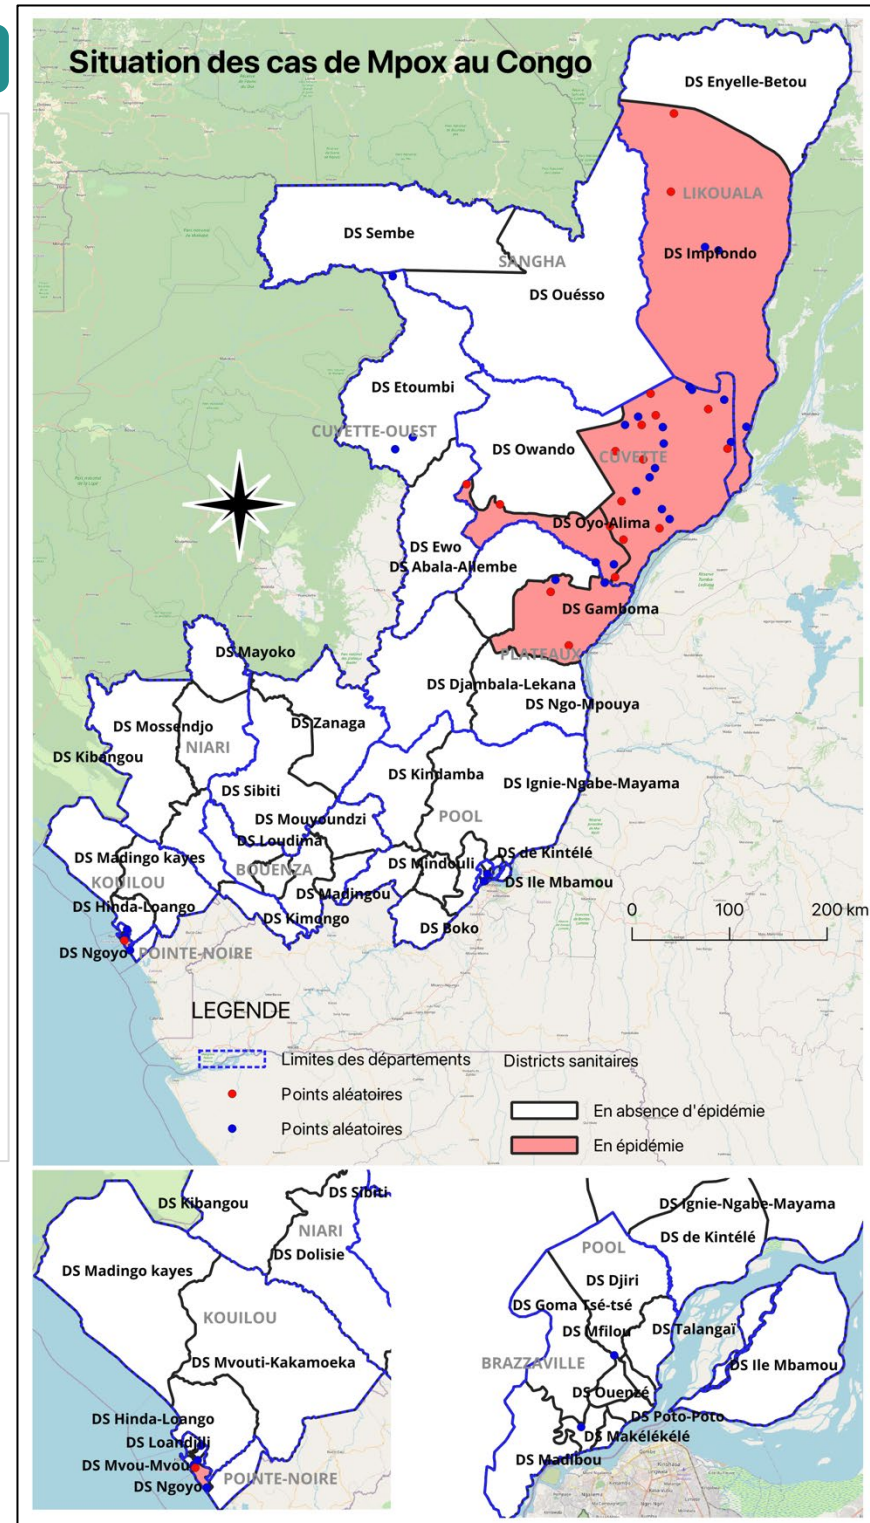 Situation des cas de Mpox au Congo
DS Enyelle-Betou
LIKOUALA
DS Sembe
DS Impfondo
SANGHA
DS Ouésso
DS Etoumbi
CUVETTE-OUEST
DS Owando
CUVETTE
DS Oyo-Alima
DS Ewo
DS Abala-Allembe
DS Gamboma
DS Mayoko
PLATEAUX
DS Djambala-Lekana
DS Ngo-Mpouya
DS Mossendjo
DS Zanaga
NIARI
DS Kibangou
DS Kindamba
DS Ignie-Ngabe-Mayama
DS Sibiti
DS Mouyoundzi
POOL
DS Loudima
DS Madingo kayes
DS Mindouli
DS de Kintélé
BOUENZA
KOUILOU
DS Ile Mbamou
DS Madingou
DS Hinda-Loango
DS Kimongo
DS Boko
0 100 200 km
DS Ngoyo
POINTE-NOIRE
LEGENDE
Limites des départements
Districts sanitaires
Points aléatoires
En absence d'épidémie
Points aléatoires
En épidémie
DS Kibangou
DS Sibiti
NIARI
DS Dolisie
DS Madingo kayes
KOUILOU
DS Mvouti-Kakamoeka
DS Hinda-Loango
DS Loandjili
DS Mvou-Mvou
POINTE-NOIRE
DS Ngoyo
DS Ignie-Ngabe-Mayama
DS de Kintélé
POOL
DS Djiri
DS Goma Tsé-tsé
DS Mfilou
DS Talangaï
BRAZZAVILLE
DS Ile Mbamou
DS Ouenzé
DS Poto-Poto
DS Makélékélé
DS Madibou